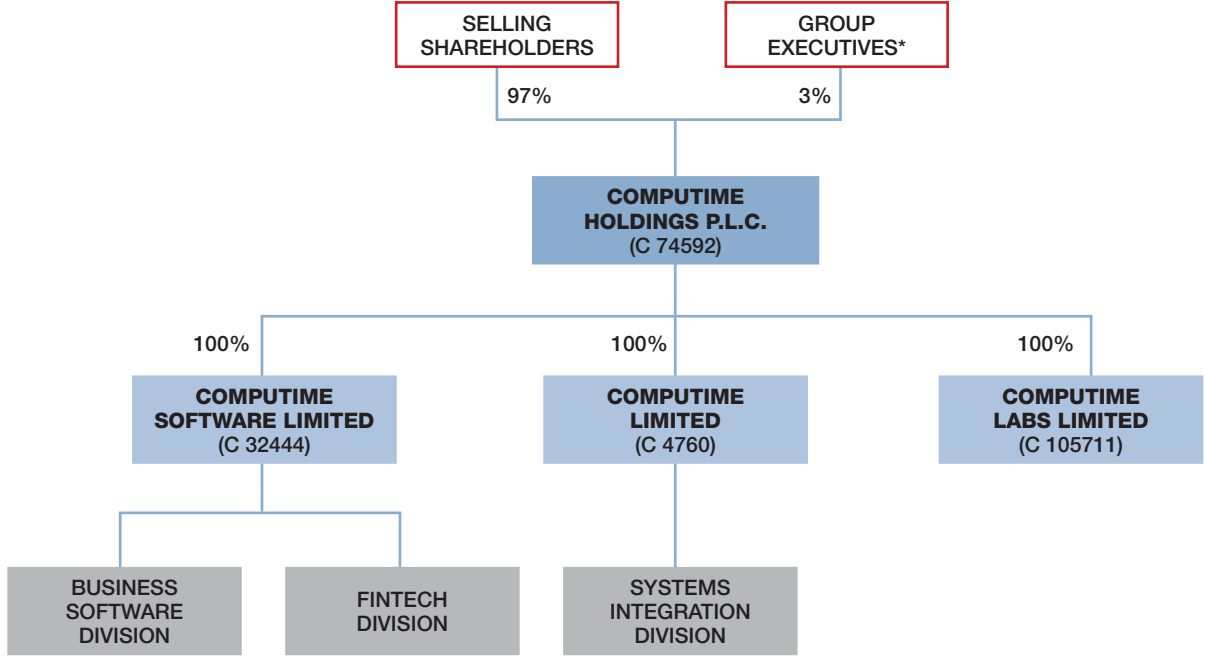 SELLING
SHAREHOLDERS
GROUP
EXECUTIVES*
97%
3%
COMPUTIME
HOLDINGS P.L.C.
(C 74592)
100%
100%
100%
COMPUTIME
SOFTWARE LIMITED
(C 32444)
COMPUTIME
LIMITED
(C 4760)
COMPUTIME
LABS LIMITED
(C 105711)
BUSINESS
SOFTWARE
DIVISION
FINTECH
DIVISION
SYSTEMS
INTEGRATION
DIVISION